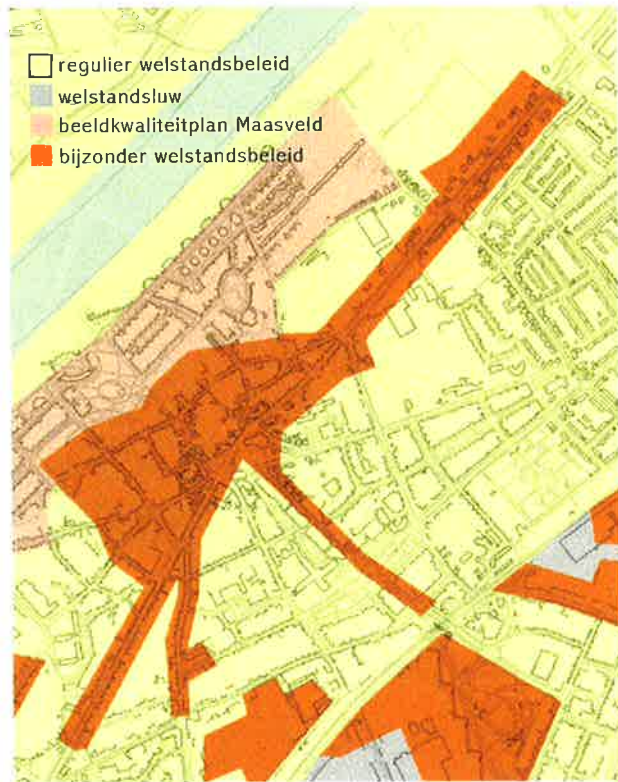 regulier welstandsbeleid
welstandsluw
beeldkwaliteitplan Maasveld
bijzonder welstandsbeleid